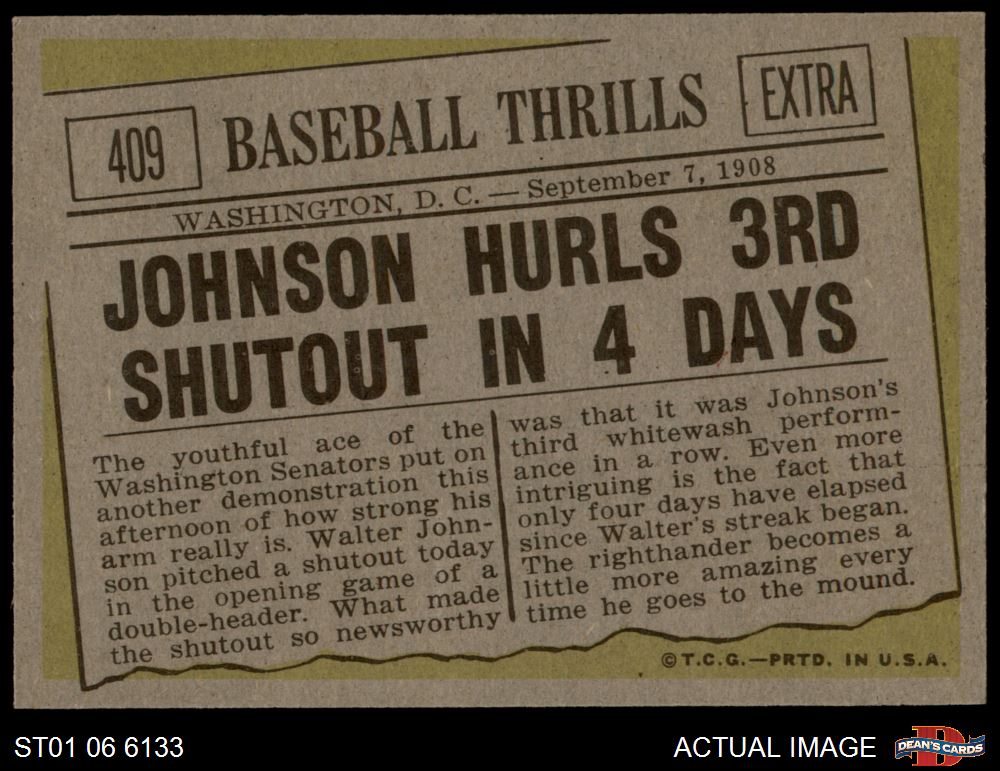 409
BASEBALL THRILLS
EXTRA
WASHINGTON, D. C. — September 7, 1908
JOHNSON HURLS 3RD
SHUTOUT IN 4 DAYS
The youthful ace of the
Washington Senators put on
another demonstration this
afternoon of how strong his
arm really is. Walter John-
son pitched a shutout today
in the opening game of a
double-header. What made
the shutout so newsworthy
was that it was Johnson's
third whitewash perform-
ance in a row. Even more
intriguing is the fact that
only four days have elapsed
since Walter's streak began.
The righthander becomes a
little more amazing every
time he goes to the mound.
© T.C.G.—PRTD. IN U.S.A.
ST01 06 6133
ACTUAL IMAGE
D
DEAN'S CARDS